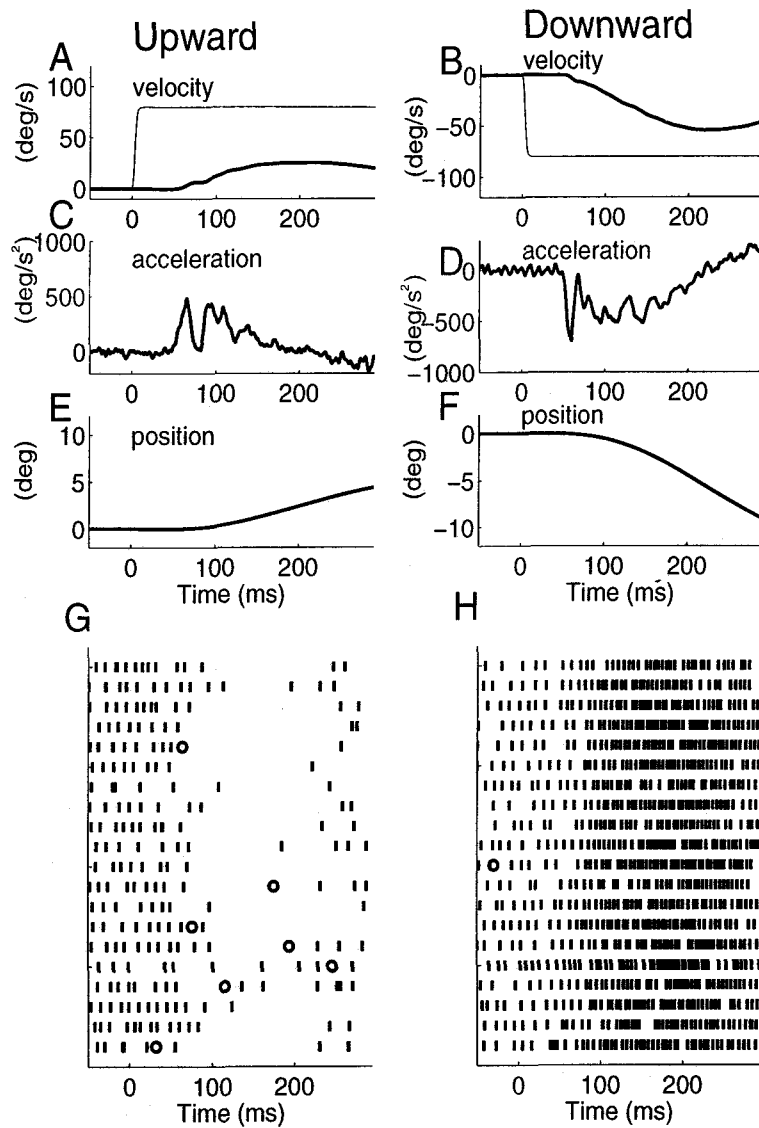 Upward
Downward
A
velocity
100
50
0
(deg/s)
0 100 200
B
velocity
0
−50
−100
(deg/s)
0 100 200
C
acceleration
1000
500
0
(deg/s²)
0 100 200
D
acceleration
0
−500
−1000
(deg/s²)
0 100 200
E
position
10
5
0
(deg)
0 100 200
Time (ms)
F
position
0
−5
−10
(deg)
0 100 200
Time (ms)
G
0 100 200
Time (ms)
H
0 100 200
Time (ms)